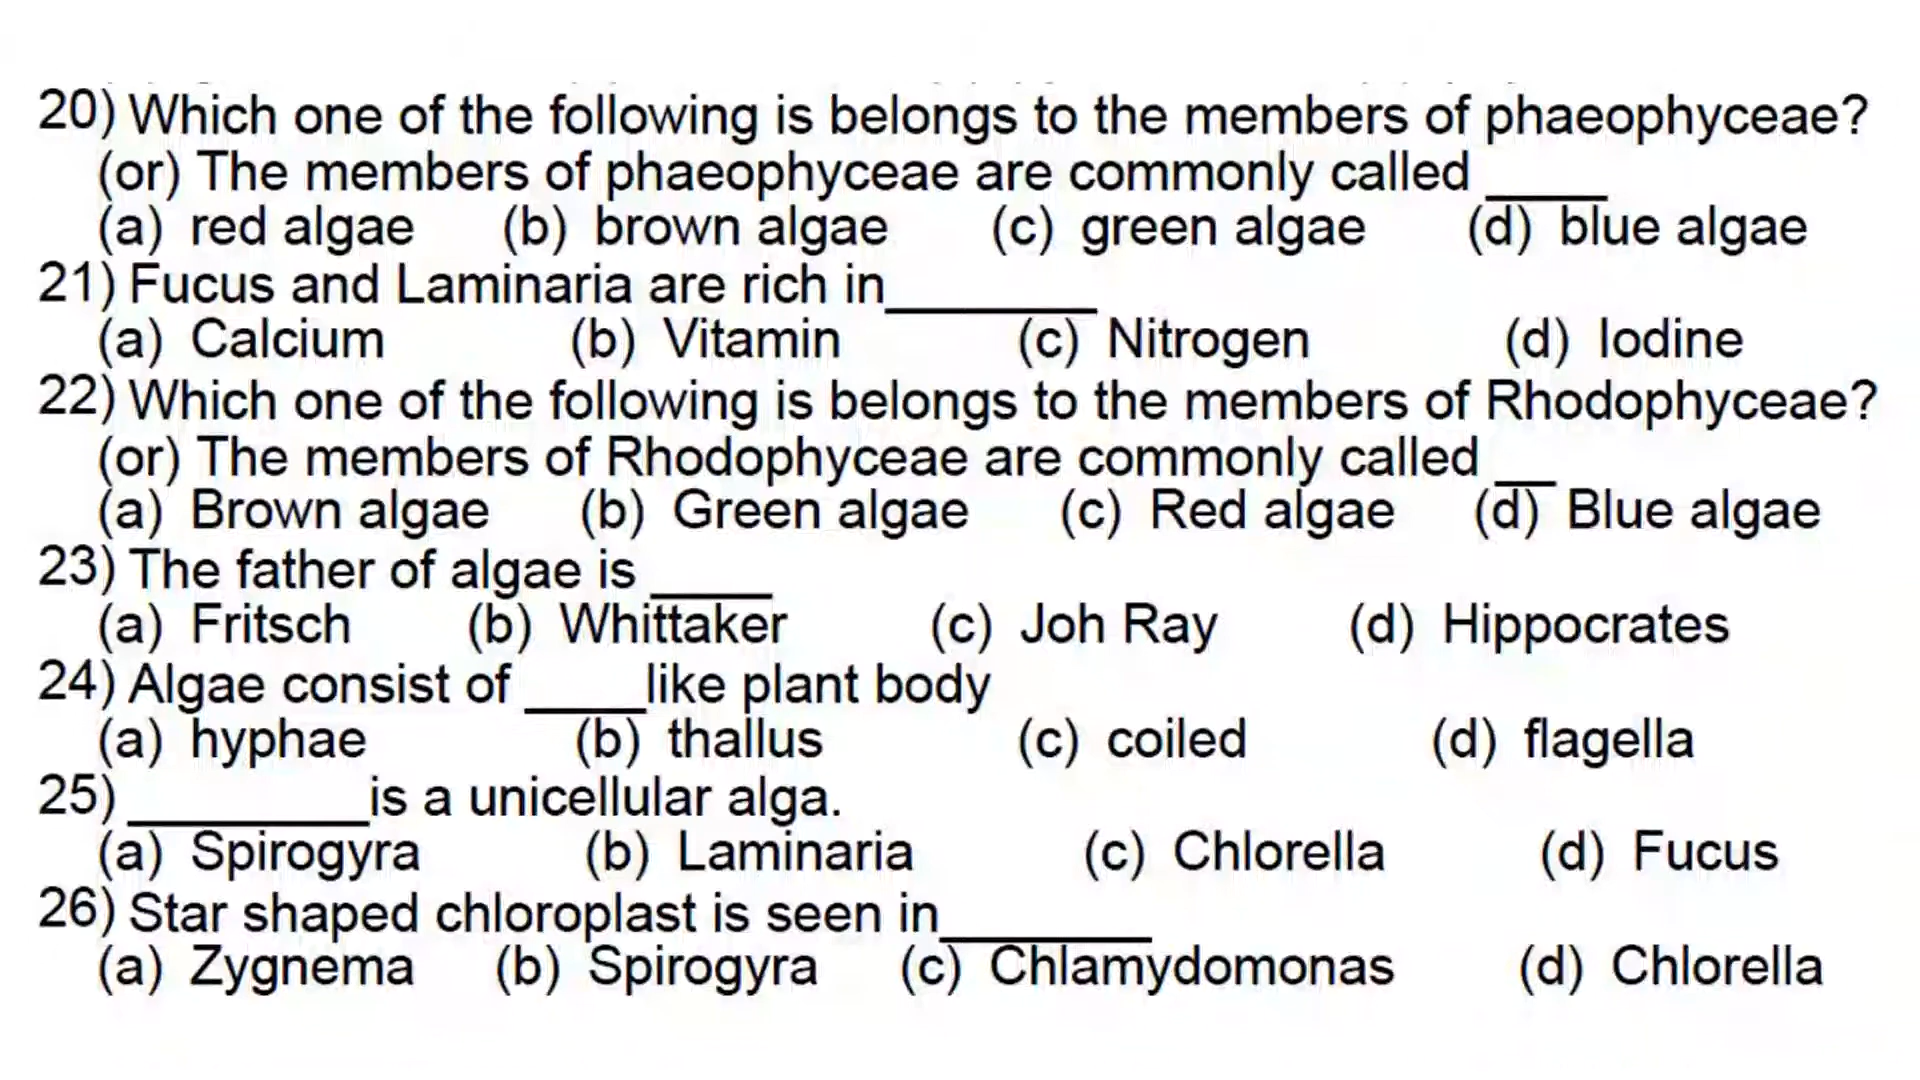 20) Which one of the following is belongs to the members of phaeophyceae?
(or) The members of phaeophyceae are commonly called ____
(a) red algae (b) brown algae (c) green algae (d) blue algae
21) Fucus and Laminaria are rich in_______
(a) Calcium (b) Vitamin (c) Nitrogen (d) Iodine
22) Which one of the following is belongs to the members of Rhodophyceae?
(or) The members of Rhodophyceae are commonly called __
(a) Brown algae (b) Green algae (c) Red algae (d) Blue algae
23) The father of algae is ____
(a) Fritsch (b) Whittaker (c) Joh Ray (d) Hippocrates
24) Algae consist of ____like plant body
(a) hyphae (b) thallus (c) coiled (d) flagella
25) ________is a unicellular alga.
(a) Spirogyra (b) Laminaria (c) Chlorella (d) Fucus
26) Star shaped chloroplast is seen in_______
(a) Zygnema (b) Spirogyra (c) Chlamydomonas (d) Chlorella